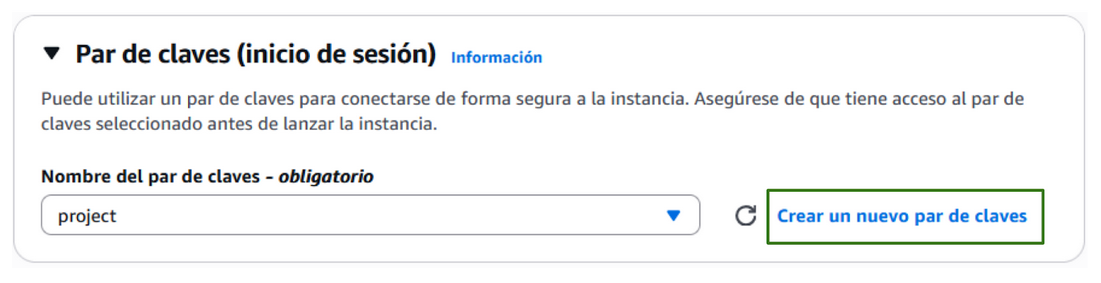 Par de claves (inicio de sesión) Información
Puede utilizar un par de claves para conectarse de forma segura a la instancia. Asegúrese de que tiene acceso al par de
claves seleccionado antes de lanzar la instancia.
Nombre del par de claves - obligatorio
project
Crear un nuevo par de claves